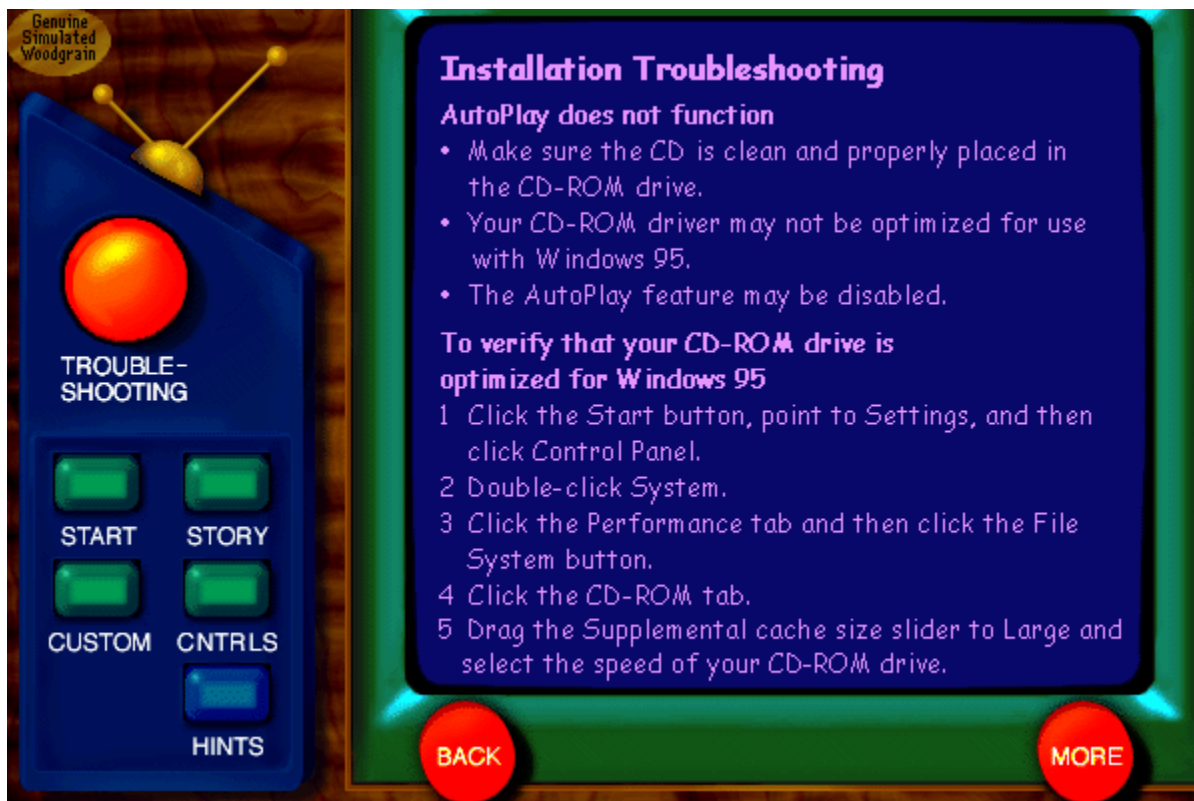 Genuine
Simulated
Woodgrain
TROUBLE-
SHOOTING
START
STORY
CUSTOM
CNTRLS
HINTS
Installation Troubleshooting
AutoPlay does not function
• Make sure the CD is clean and properly placed in
the CD-ROM drive.
• Your CD-ROM driver may not be optimized for use
with Windows 95.
• The AutoPlay feature may be disabled.
To verify that your CD-ROM drive is
optimized for Windows 95
1 Click the Start button, point to Settings, and then
click Control Panel.
2 Double-click System.
3 Click the Performance tab and then click the File
System button.
4 Click the CD-ROM tab.
5 Drag the Supplemental cache size slider to Large and
select the speed of your CD-ROM drive.
BACK
MORE